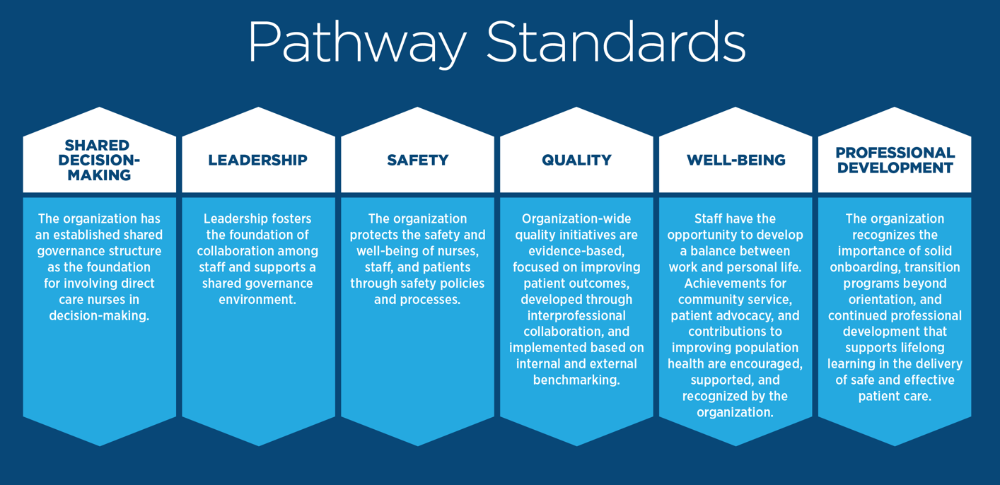 Pathway Standards
SHARED
DECISION-
MAKING
The organization has
an established shared
governance structure
as the foundation
for involving direct
care nurses in
decision-making.
LEADERSHIP
Leadership fosters
the foundation of
collaboration among
staff and supports a
shared governance
environment.
SAFETY
The organization
protects the safety and
well-being of nurses,
staff, and patients
through safety policies
and processes.
QUALITY
Organization-wide
quality initiatives are
evidence-based,
focused on improving
patient outcomes,
developed through
interprofessional
collaboration, and
implemented based on
internal and external
benchmarking.
WELL-BEING
Staff have the
opportunity to develop
a balance between
work and personal life.
Achievements for
community service,
patient advocacy, and
contributions to
improving population
health are encouraged,
supported, and
recognized by the
organization.
PROFESSIONAL
DEVELOPMENT
The organization
recognizes the
importance of solid
onboarding, transition
programs beyond
orientation, and
continued professional
development that
supports lifelong
learning in the delivery
of safe and effective
patient care.